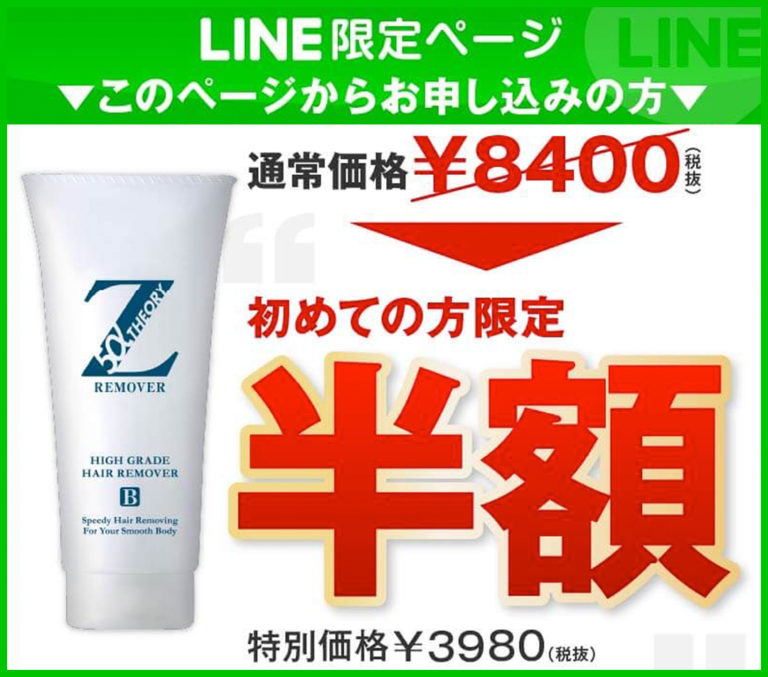 LINE限定ページ
LINE
▼このページからお申し込みの方▼
通常価格¥8400(税抜)
初めての方限定
半額
特別価格¥3980(税抜)
Z
50%THEORY
REMOVER
HIGH GRADE
HAIR REMOVER
B
Speedy Hair Removing
For Your Smooth Body